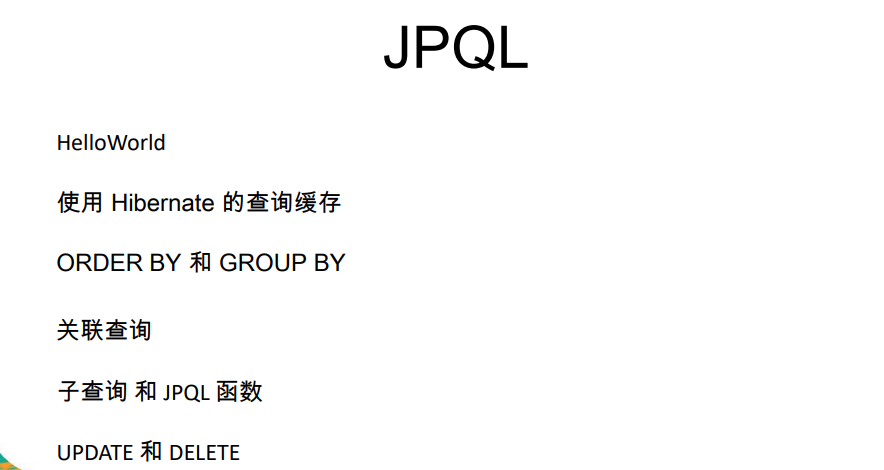 JPQL
HelloWorld
使用 Hibernate 的查询缓存
ORDER BY 和 GROUP BY
关联查询
子查询 和 JPQL 函数
UPDATE 和 DELETE